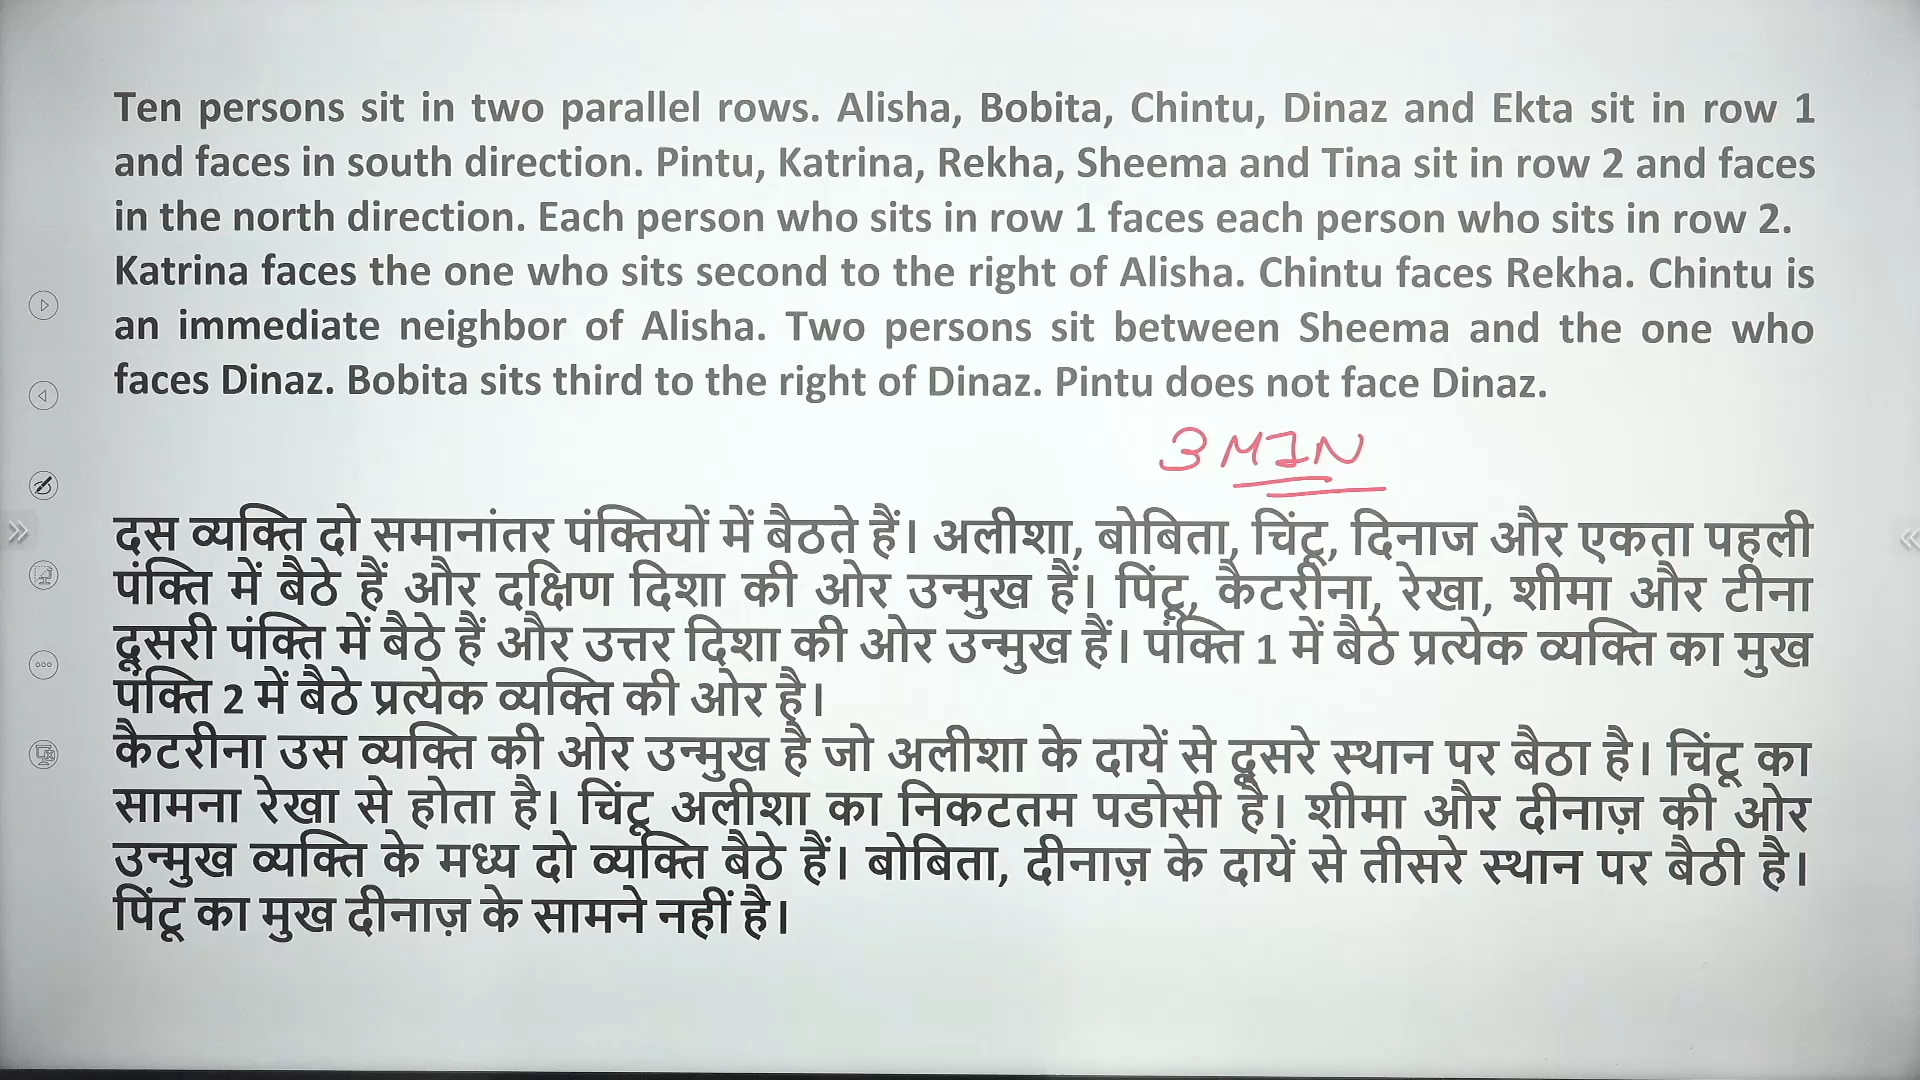 Ten persons sit in two parallel rows. Alisha, Bobita, Chintu, Dinaz and Ekta sit in row 1
and faces in south direction. Pintu, Katrina, Rekha, Sheema and Tina sit in row 2 and faces
in the north direction. Each person who sits in row 1 faces each person who sits in row 2.
Katrina faces the one who sits second to the right of Alisha. Chintu faces Rekha. Chintu is
an immediate neighbor of Alisha. Two persons sit between Sheema and the one who
faces Dinaz. Bobita sits third to the right of Dinaz. Pintu does not face Dinaz.
3 MIN
दस व्यक्ति दो समानांतर पंक्तियों में बैठते हैं। अलीशा, बोबिता, चिंटू, दिनाज और एकता पहली
पंक्ति में बैठे हैं और दक्षिण दिशा की ओर उन्मुख हैं। पिंटू, कैटरीना, रेखा, शीमा और टीना
दूसरी पंक्ति में बैठे हैं और उत्तर दिशा की ओर उन्मुख हैं। पंक्ति 1 में बैठे प्रत्येक व्यक्ति का मुख
पंक्ति 2 में बैठे प्रत्येक व्यक्ति की ओर है।
कैटरीना उस व्यक्ति की ओर उन्मुख है जो अलीशा के दायें से दूसरे स्थान पर बैठा है। चिंटू का
सामना रेखा से होता है। चिंटू अलीशा का निकटतम पडोसी है। शीमा और दीनाज़ की ओर
उन्मुख व्यक्ति के मध्य दो व्यक्ति बैठे हैं। बोबिता, दीनाज़ के दायें से तीसरे स्थान पर बैठी है।
पिंटू का मुख दीनाज़ के सामने नहीं है।